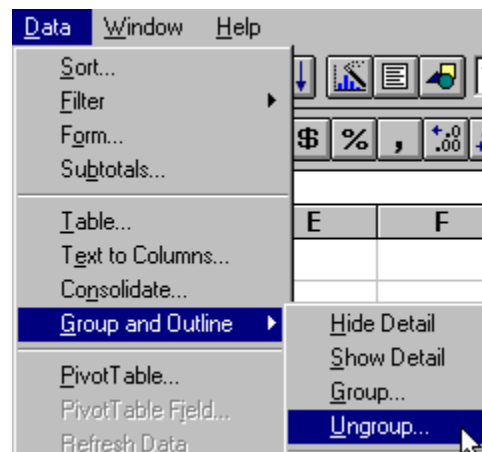 Data Window Help
Sort...
Filter
Form...
Subtotals...
$ % , .00
Table...
E F
Text to Columns...
Consolidate...
Group and Outline
Hide Detail
Show Detail
PivotTable...
Group...
PivotTable Field...
Ungroup...
Refresh Data